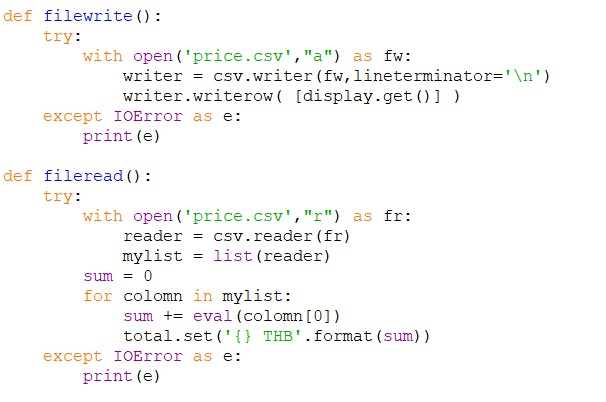 def filewrite():
    try:
        with open('price.csv',"a") as fw:
            writer = csv.writer(fw,lineterminator='\n')
            writer.writerow( [display.get()] )
    except IOError as e:
        print(e)

def fileread():
    try:
        with open('price.csv',"r") as fr:
            reader = csv.reader(fr)
            mylist = list(reader)
        sum = 0
        for colomn in mylist:
            sum += eval(colomn[0])
            total.set('{} THB'.format(sum))
    except IOError as e:
        print(e)